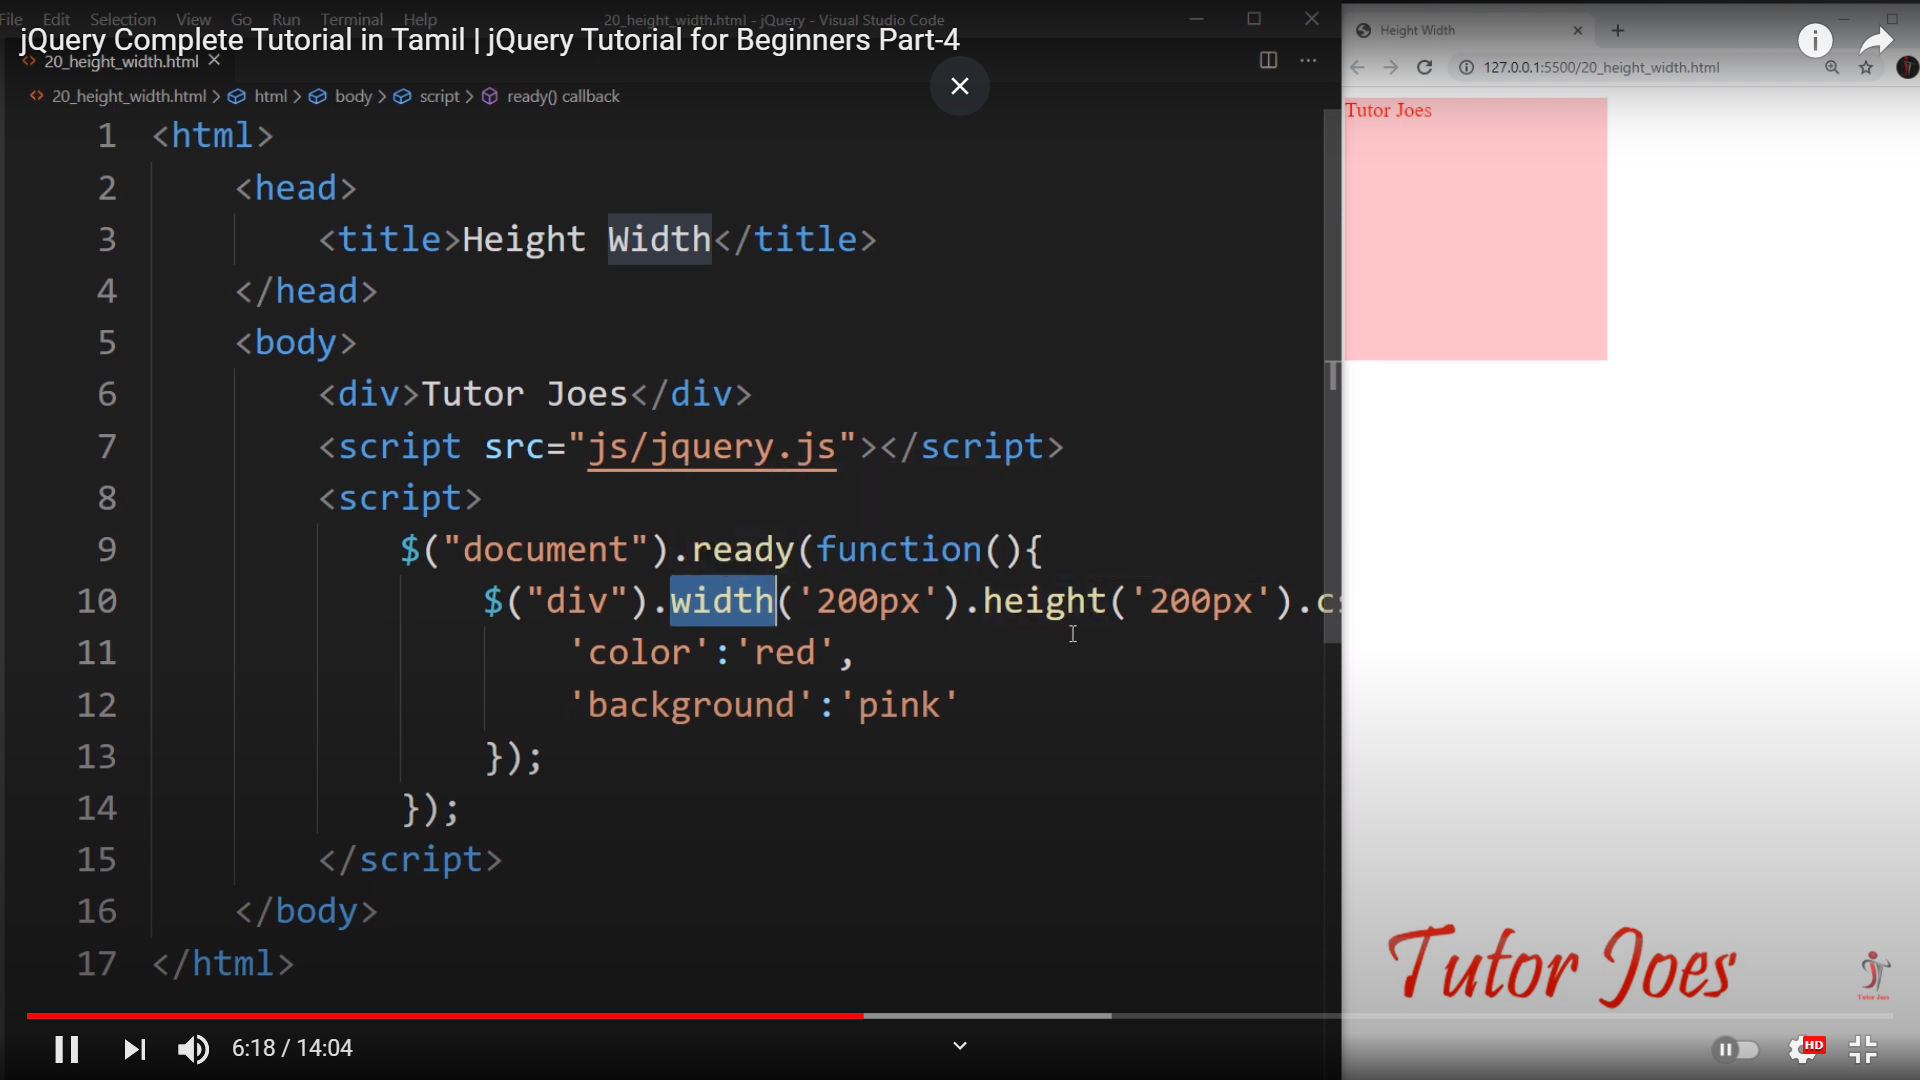 File Edit Selection View Go Run Terminal Help
20_height_width.html - jQuery - Visual Studio Code
jQuery Complete Tutorial in Tamil | jQuery Tutorial for Beginners Part-4
20_height_width.html
20_height_width.html > html > body > script > ready() callback
1 <html>
2 <head>
3 <title>Height Width</title>
4 </head>
5 <body>
6 <div>Tutor Joes</div>
7 <script src="js/jquery.js"></script>
8 <script>
9 $("document").ready(function(){
10 $("div").width('200px').height('200px').cs
11 'color':'red',
12 'background':'pink'
13 });
14 });
15 </script>
16 </body>
17 </html>
Height Width
127.0.0.1:5500/20_height_width.html
Tutor Joes
T
Tutor Joes
Tutor Joes
6:18 / 14:04
HD